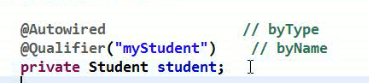 @Autowired // byType
@Qualifier("myStudent") // byName
private Student student;